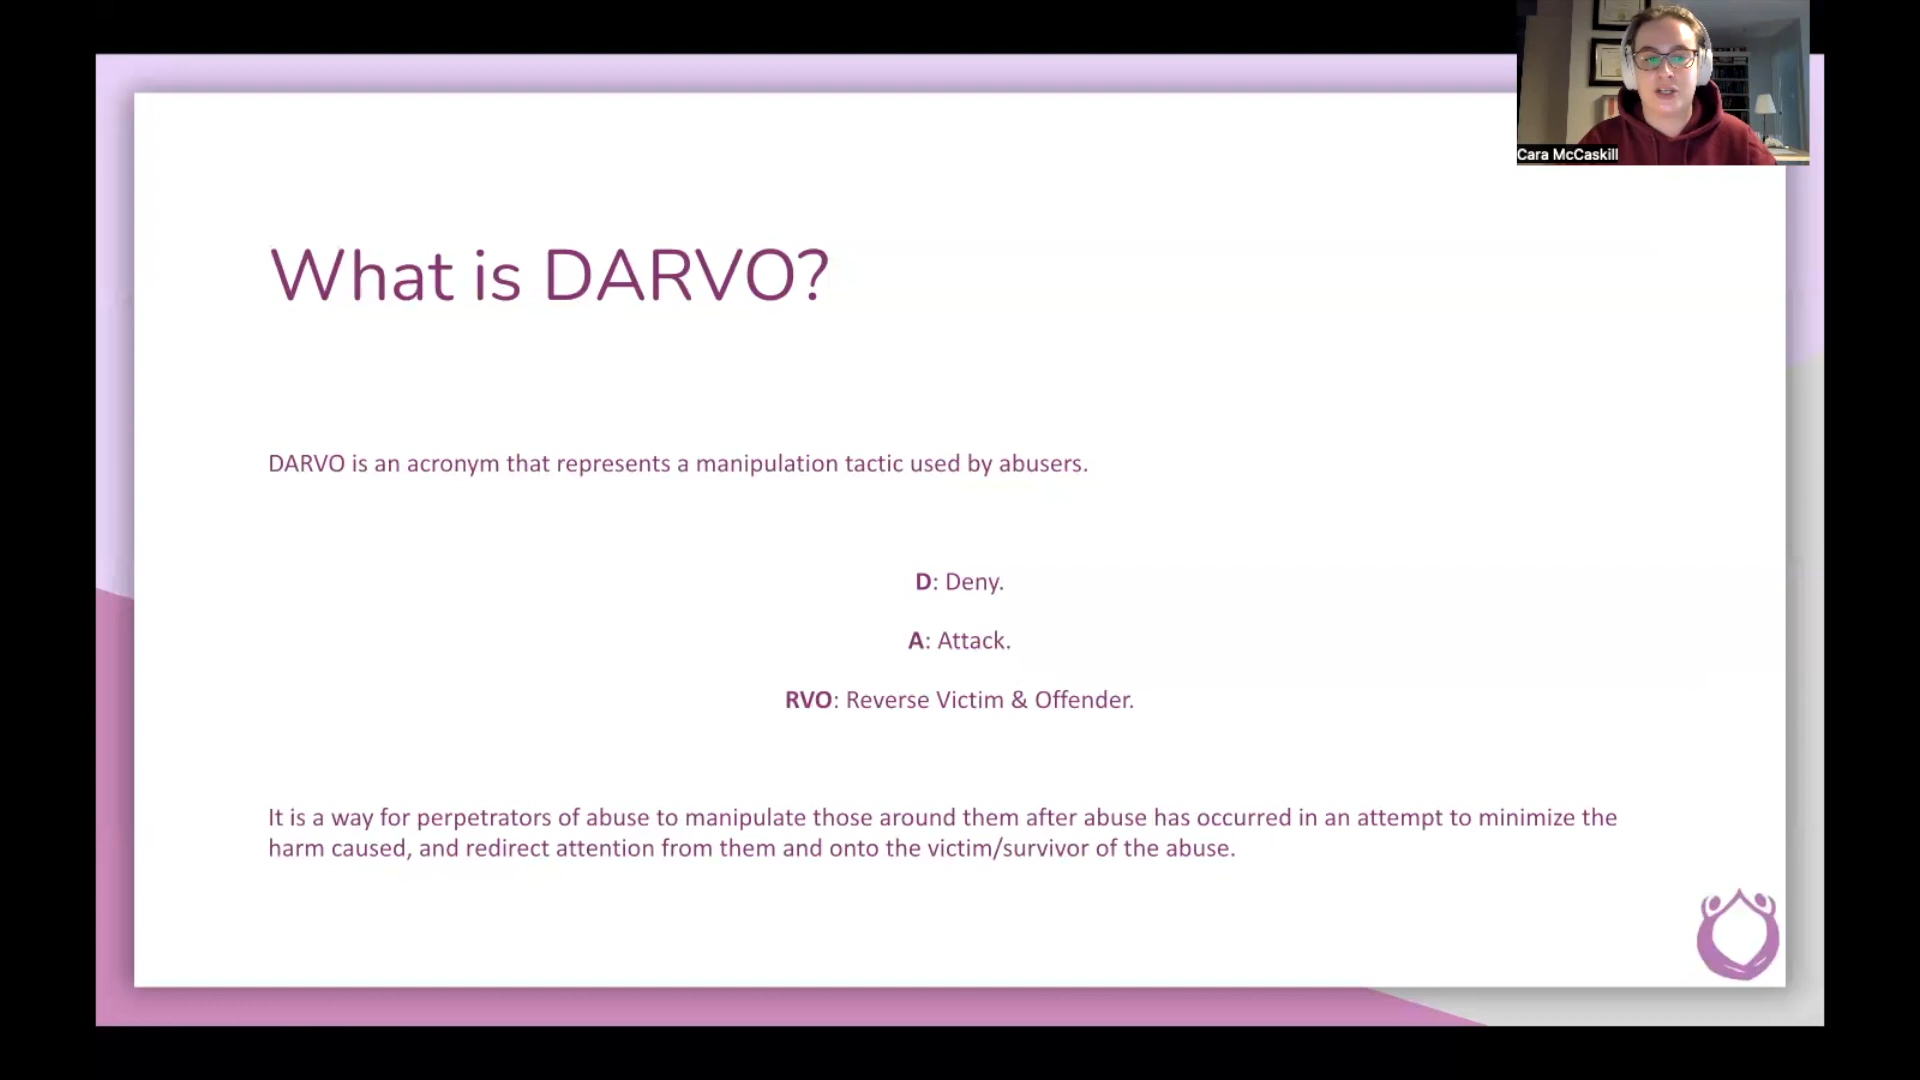 Cara McCaskill
What is DARVO?
DARVO is an acronym that represents a manipulation tactic used by abusers.
D: Deny.
A: Attack.
RVO: Reverse Victim & Offender.
It is a way for perpetrators of abuse to manipulate those around them after abuse has occurred in an attempt to minimize the
harm caused, and redirect attention from them and onto the victim/survivor of the abuse.